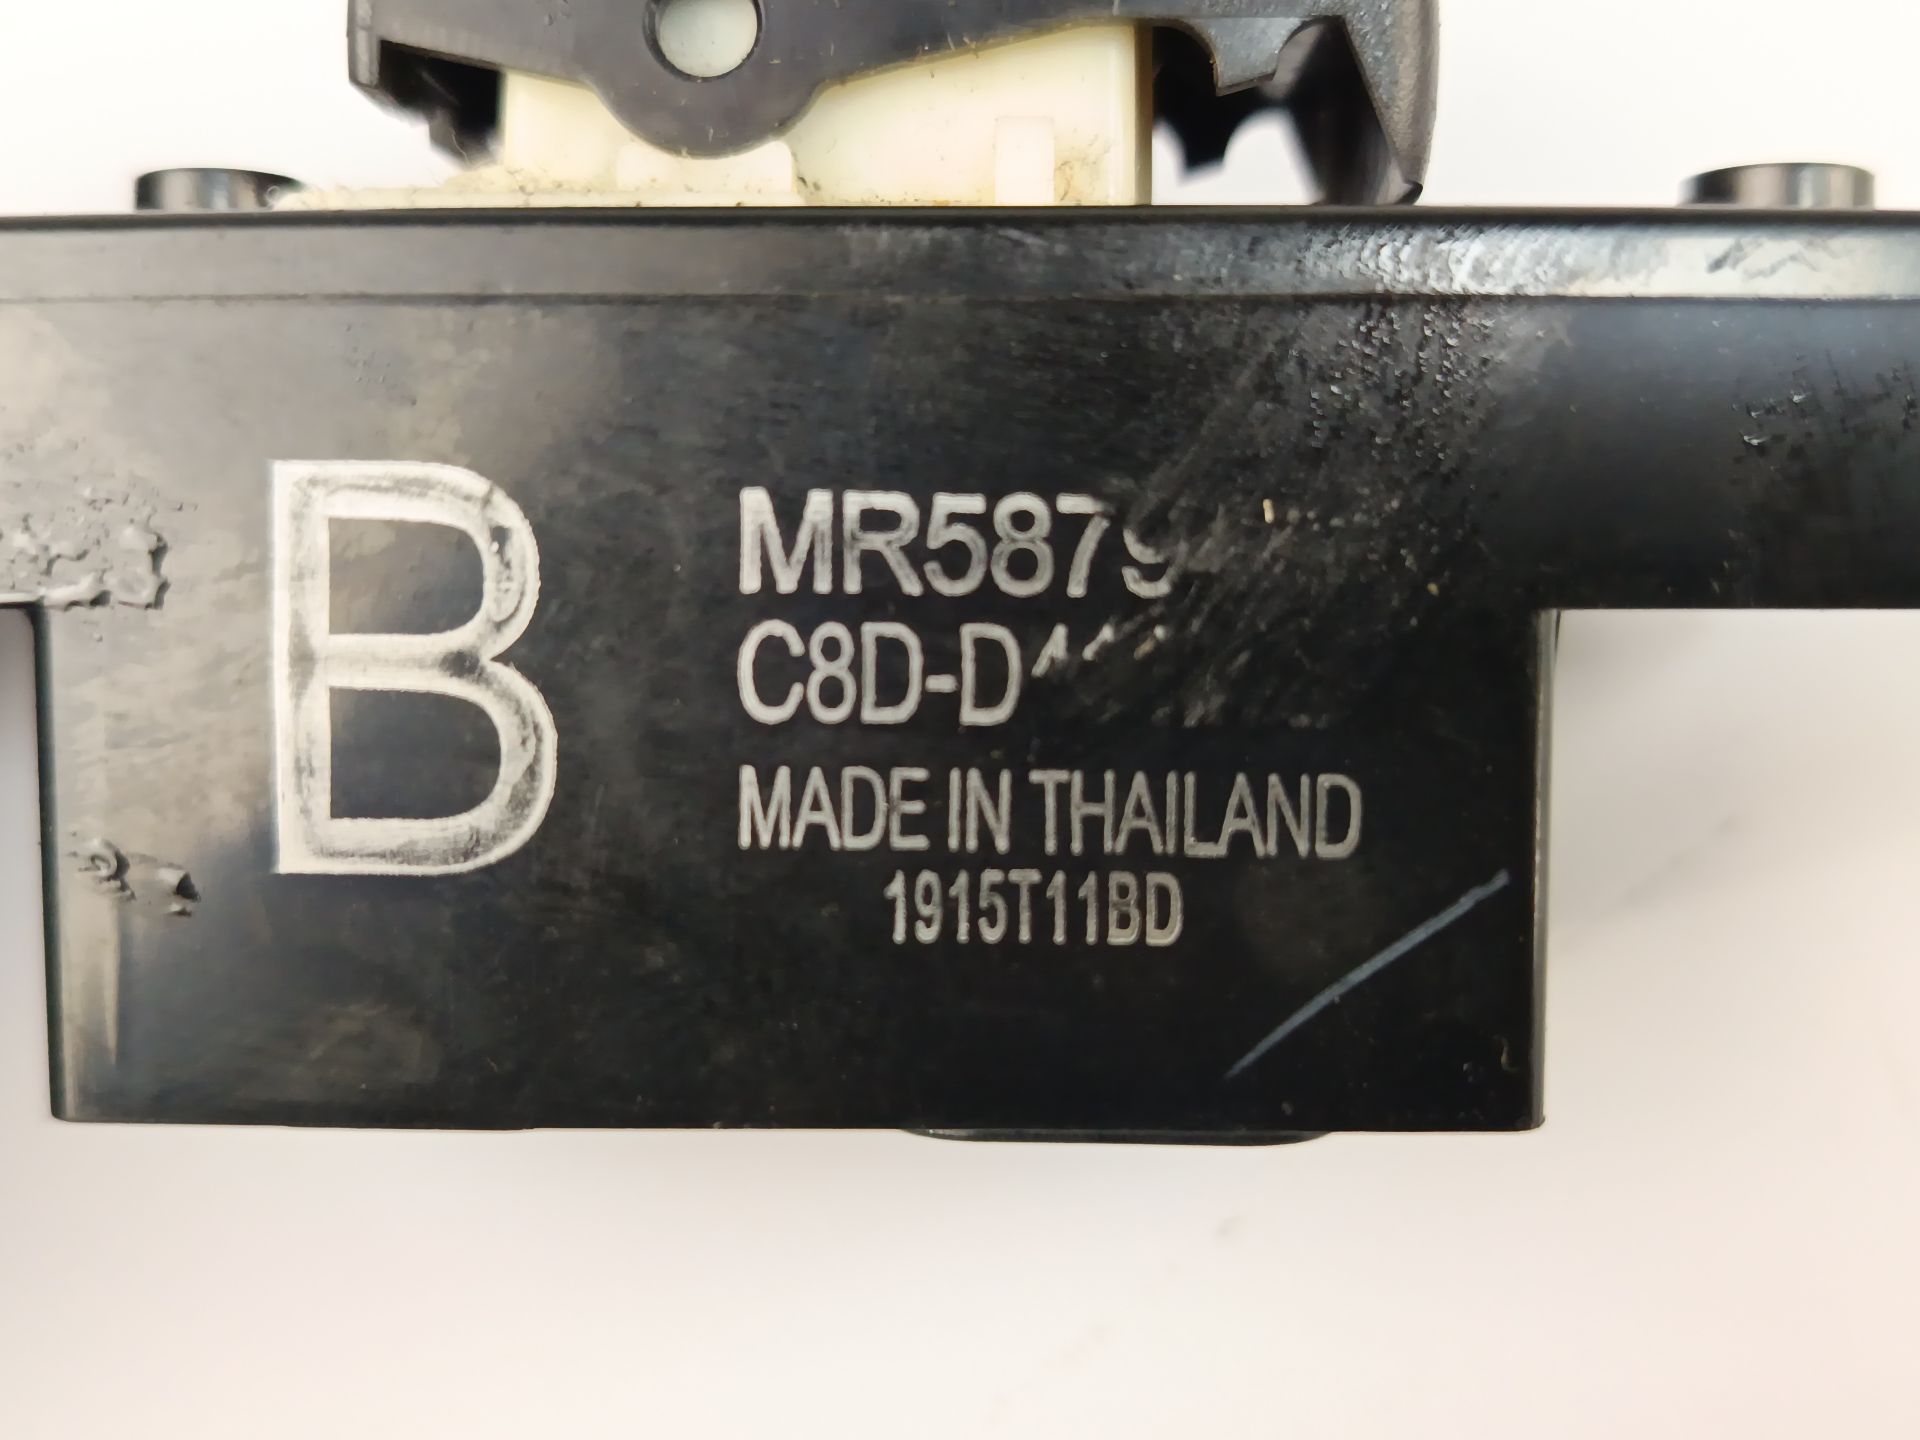 B
MR5879
C8D-D
MADE IN THAILAND
1915T11BD